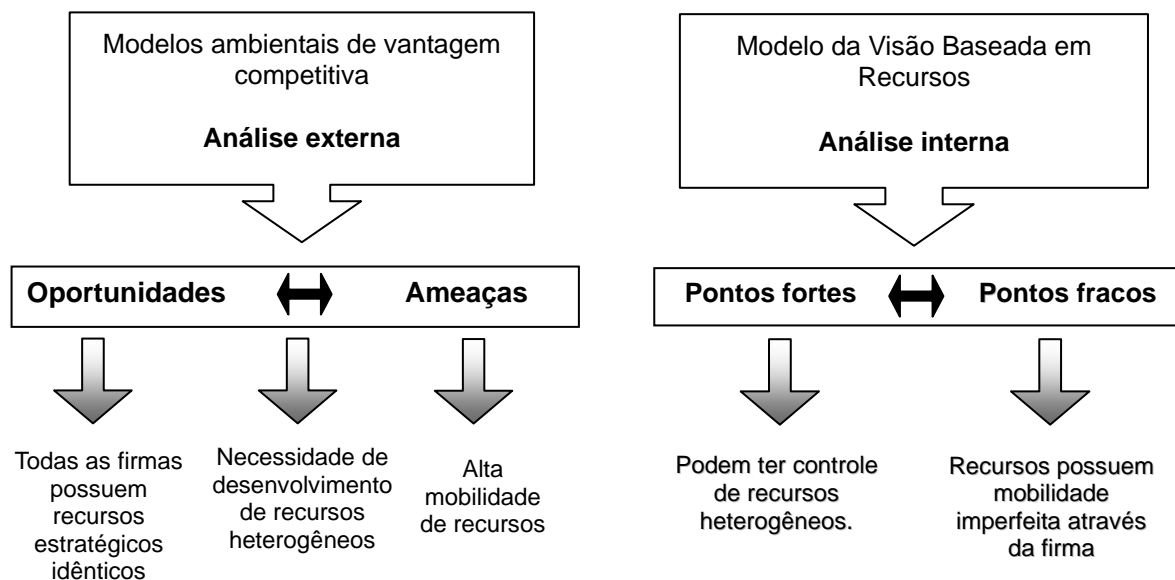 Modelos ambientais de vantagem
competitiva
Análise externa
Modelo da Visão Baseada em
Recursos
Análise interna
Oportunidades
Ameaças
Pontos fortes
Pontos fracos
Todas as firmas
possuem
recursos
estratégicos
idênticos
Necessidade de
desenvolvimento
de recursos
heterogêneos
Alta
mobilidade
de recursos
Podem ter controle
de recursos
heterogêneos.
Recursos possuem
mobilidade
imperfeita através
da firma